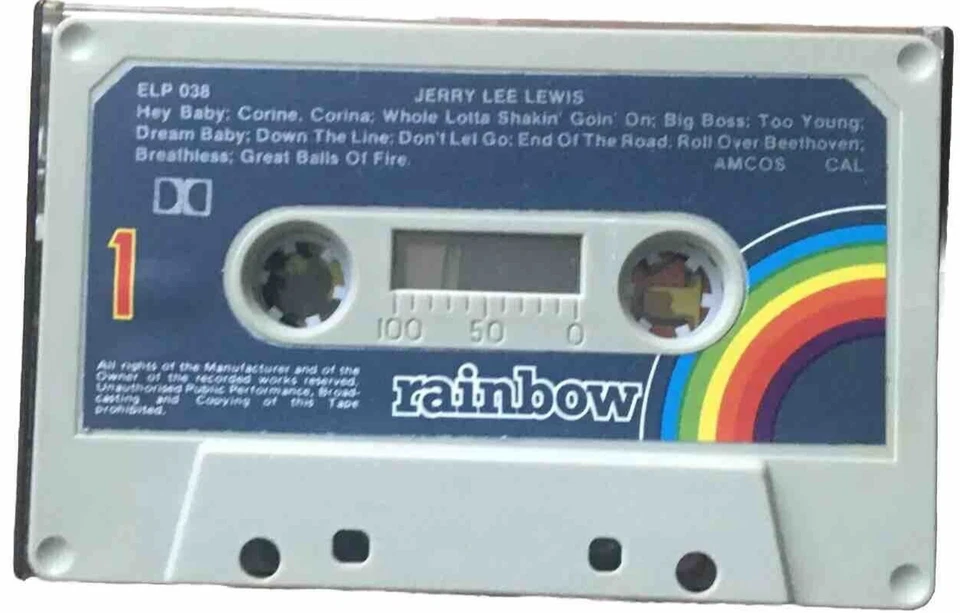 ELP 038 JERRY LEE LEWIS
Hey Baby; Corine, Corina; Whole Lotta Shakin' Goin' On; Big Boss; Too Young;
Dream Baby; Down The Line; Don't Let Go; End Of The Road; Roll Over Beethoven;
Breathless; Great Balls Of Fire. AMCOS CAL
1
100 50 0
All rights of the Manufacturer and of the
Owner of the recorded works reserved.
Unauthorised Public Performance, Broad-
casting and Copying of this Tape
prohibited.
rainbow